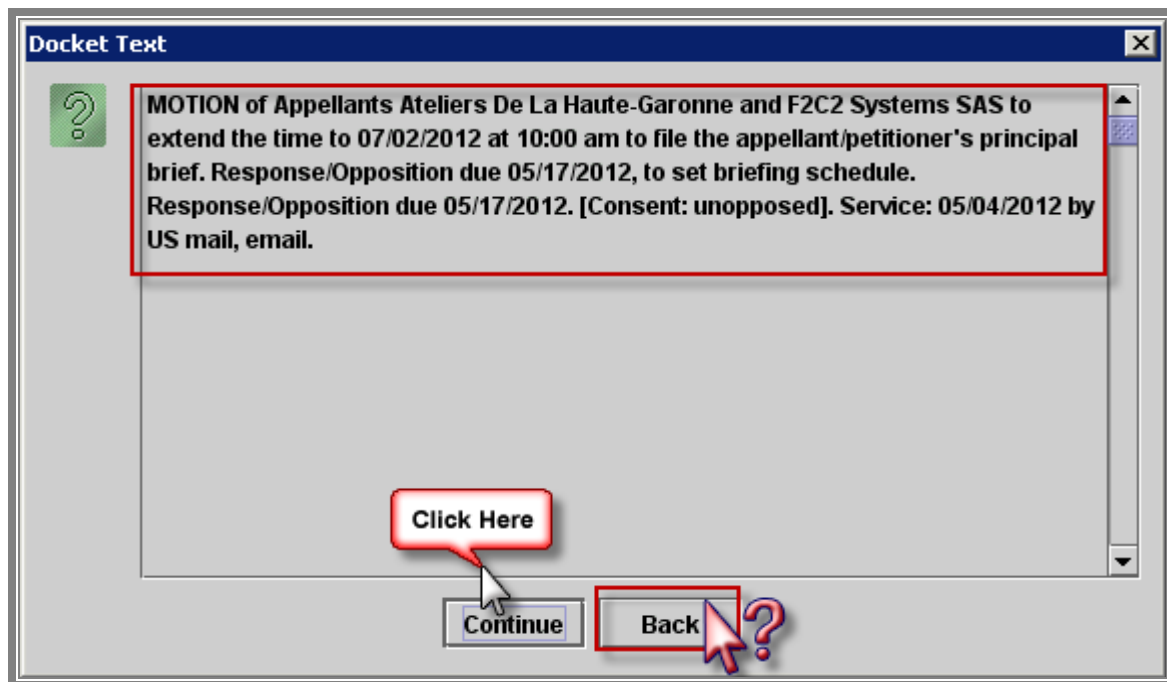 Docket Text
MOTION of Appellants Ateliers De La Haute-Garonne and F2C2 Systems SAS to
extend the time to 07/02/2012 at 10:00 am to file the appellant/petitioner's principal
brief. Response/Opposition due 05/17/2012, to set briefing schedule.
Response/Opposition due 05/17/2012. [Consent: unopposed]. Service: 05/04/2012 by
US mail, email.
Click Here
Continue
Back
?